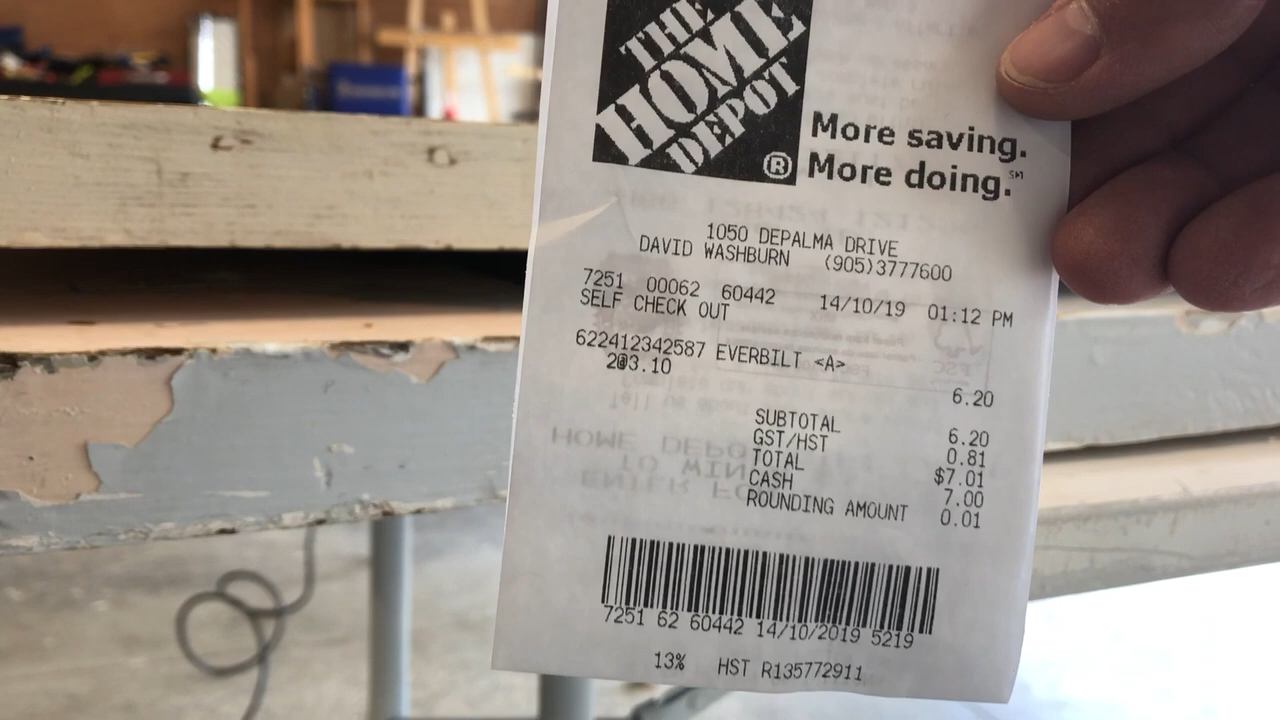 THE
HOME
DEPOT
®
More saving.
More doing.℠
1050 DEPALMA DRIVE
DAVID WASHBURN (905)3777600
7251 00062 60442 14/10/19 01:12 PM
SELF CHECK OUT
622412342587 EVERBILT <A>
2@3.10
6.20
SUBTOTAL 6.20
GST/HST 0.81
TOTAL $7.01
CASH 7.00
ROUNDING AMOUNT 0.01
7251 62 60442 14/10/2019 5219
13% HST R135772911